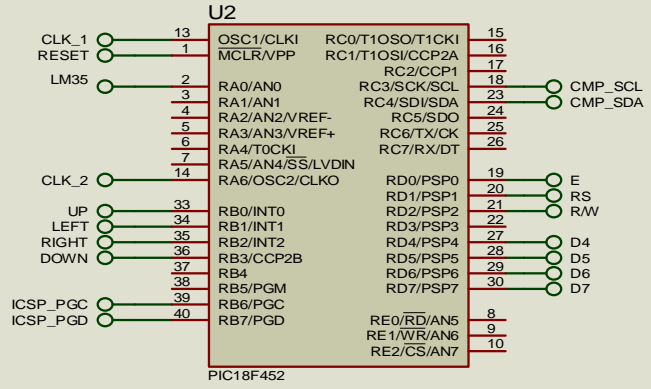 U2
CLK_1 13 OSC1/CLKI RC0/T1OSO/T1CKI 15
RESET 1 MCLR/VPP RC1/T1OSI/CCP2A 16
RC2/CCP1 17
LM35 2 RA0/AN0 RC3/SCK/SCL 18 CMP_SCL
3 RA1/AN1 RC4/SDI/SDA 23 CMP_SDA
4 RA2/AN2/VREF- RC5/SDO 24
5 RA3/AN3/VREF+ RC6/TX/CK 25
6 RA4/T0CKI RC7/RX/DT 26
7 RA5/AN4/SS/LVDIN
CLK_2 14 RA6/OSC2/CLKO RD0/PSP0 19 E
RD1/PSP1 20 RS
UP 33 RB0/INT0 RD2/PSP2 21 R/W
LEFT 34 RB1/INT1 RD3/PSP3 22
RIGHT 35 RB2/INT2 RD4/PSP4 27 D4
DOWN 36 RB3/CCP2B RD5/PSP5 28 D5
37 RB4 RD6/PSP6 29 D6
38 RB5/PGM RD7/PSP7 30 D7
ICSP_PGC 39 RB6/PGC
ICSP_PGD 40 RB7/PGD RE0/RD/AN5 8
RE1/WR/AN6 9
RE2/CS/AN7 10
PIC18F452